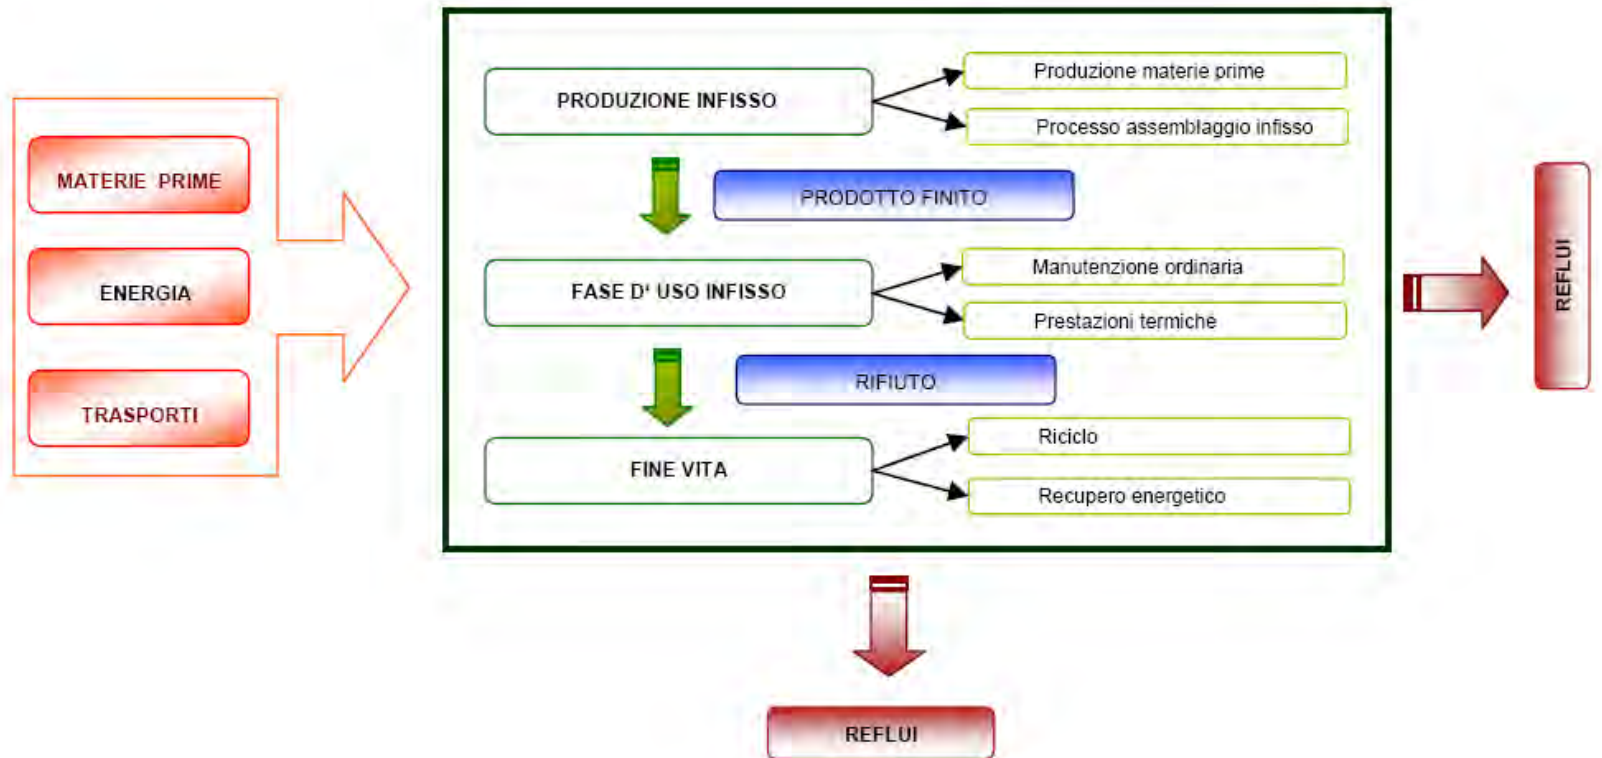 MATERIE PRIME
ENERGIA
TRASPORTI
PRODUZIONE INFISSO
Produzione materie prime
Processo assemblaggio infisso
PRODOTTO FINITO
FASE D' USO INFISSO
Manutenzione ordinaria
Prestazioni termiche
RIFIUTO
FINE VITA
Riciclo
Recupero energetico
REFLUI
REFLUI